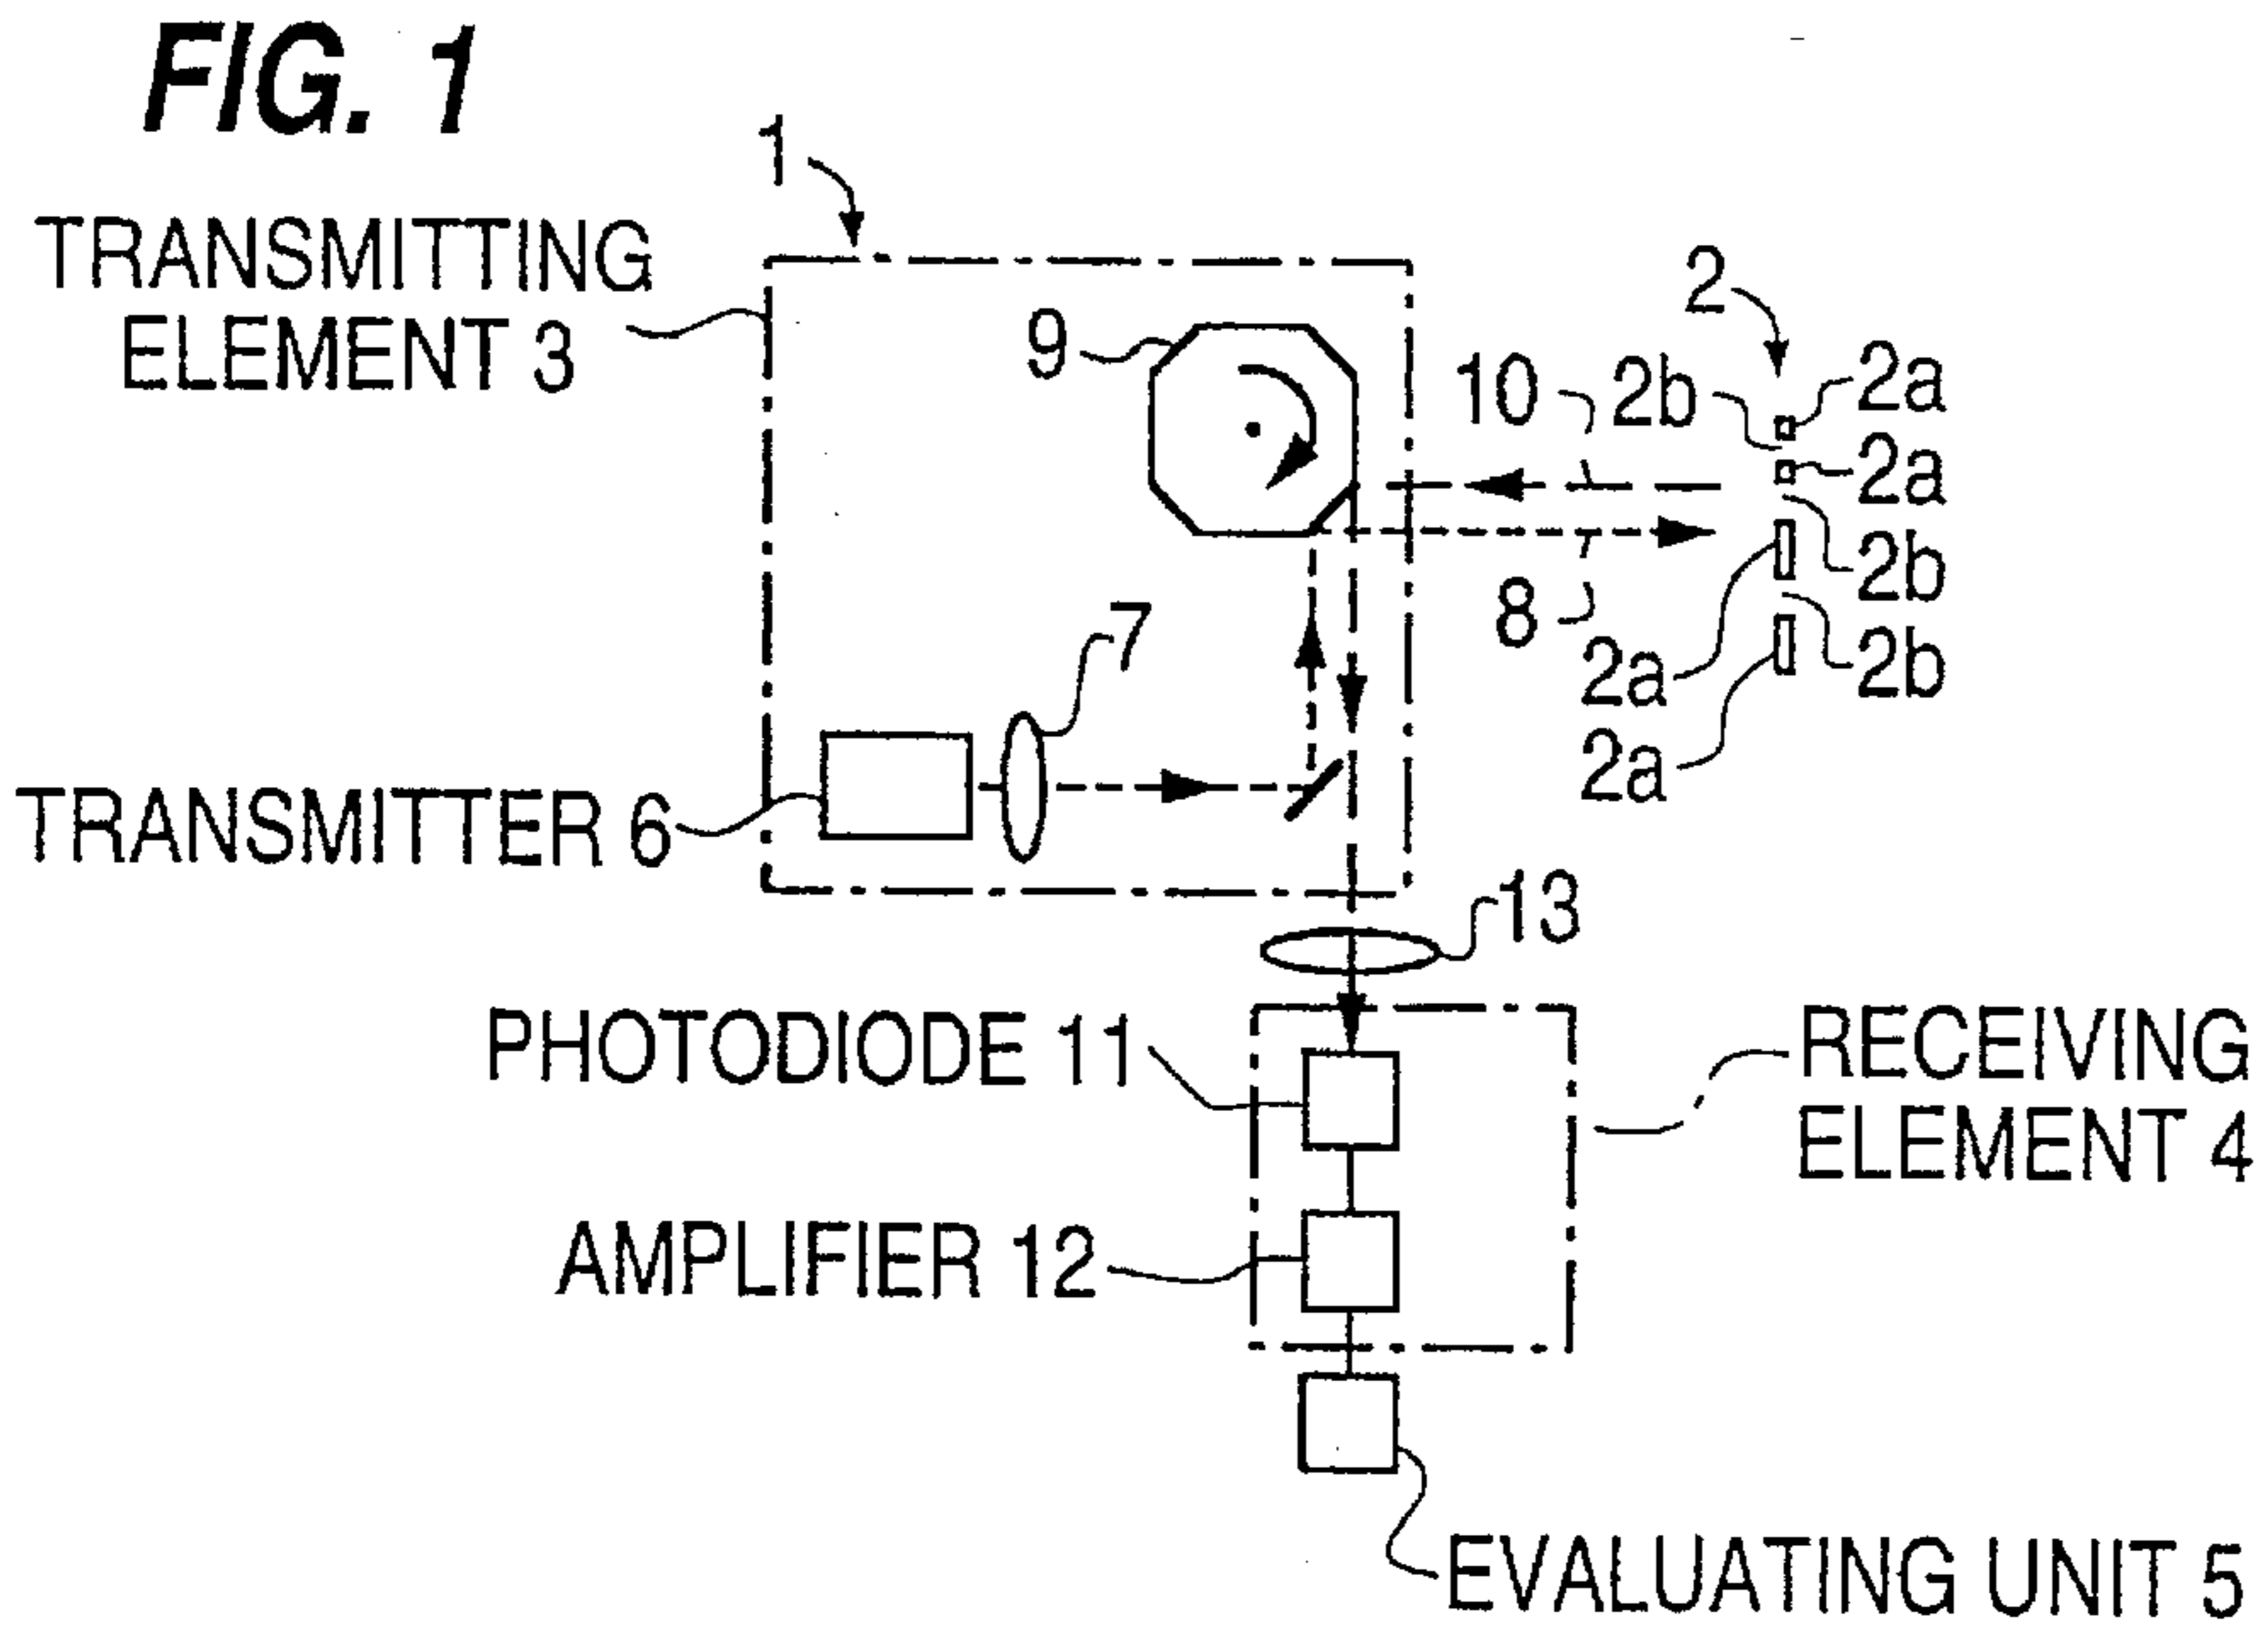 FIG. 1
1
TRANSMITTING
ELEMENT 3
2
9
10
2b
2a
2a
2b
8
2a
2b
7
2a
TRANSMITTER 6
13
PHOTODIODE 11
RECEIVING
ELEMENT 4
AMPLIFIER 12
EVALUATING UNIT 5